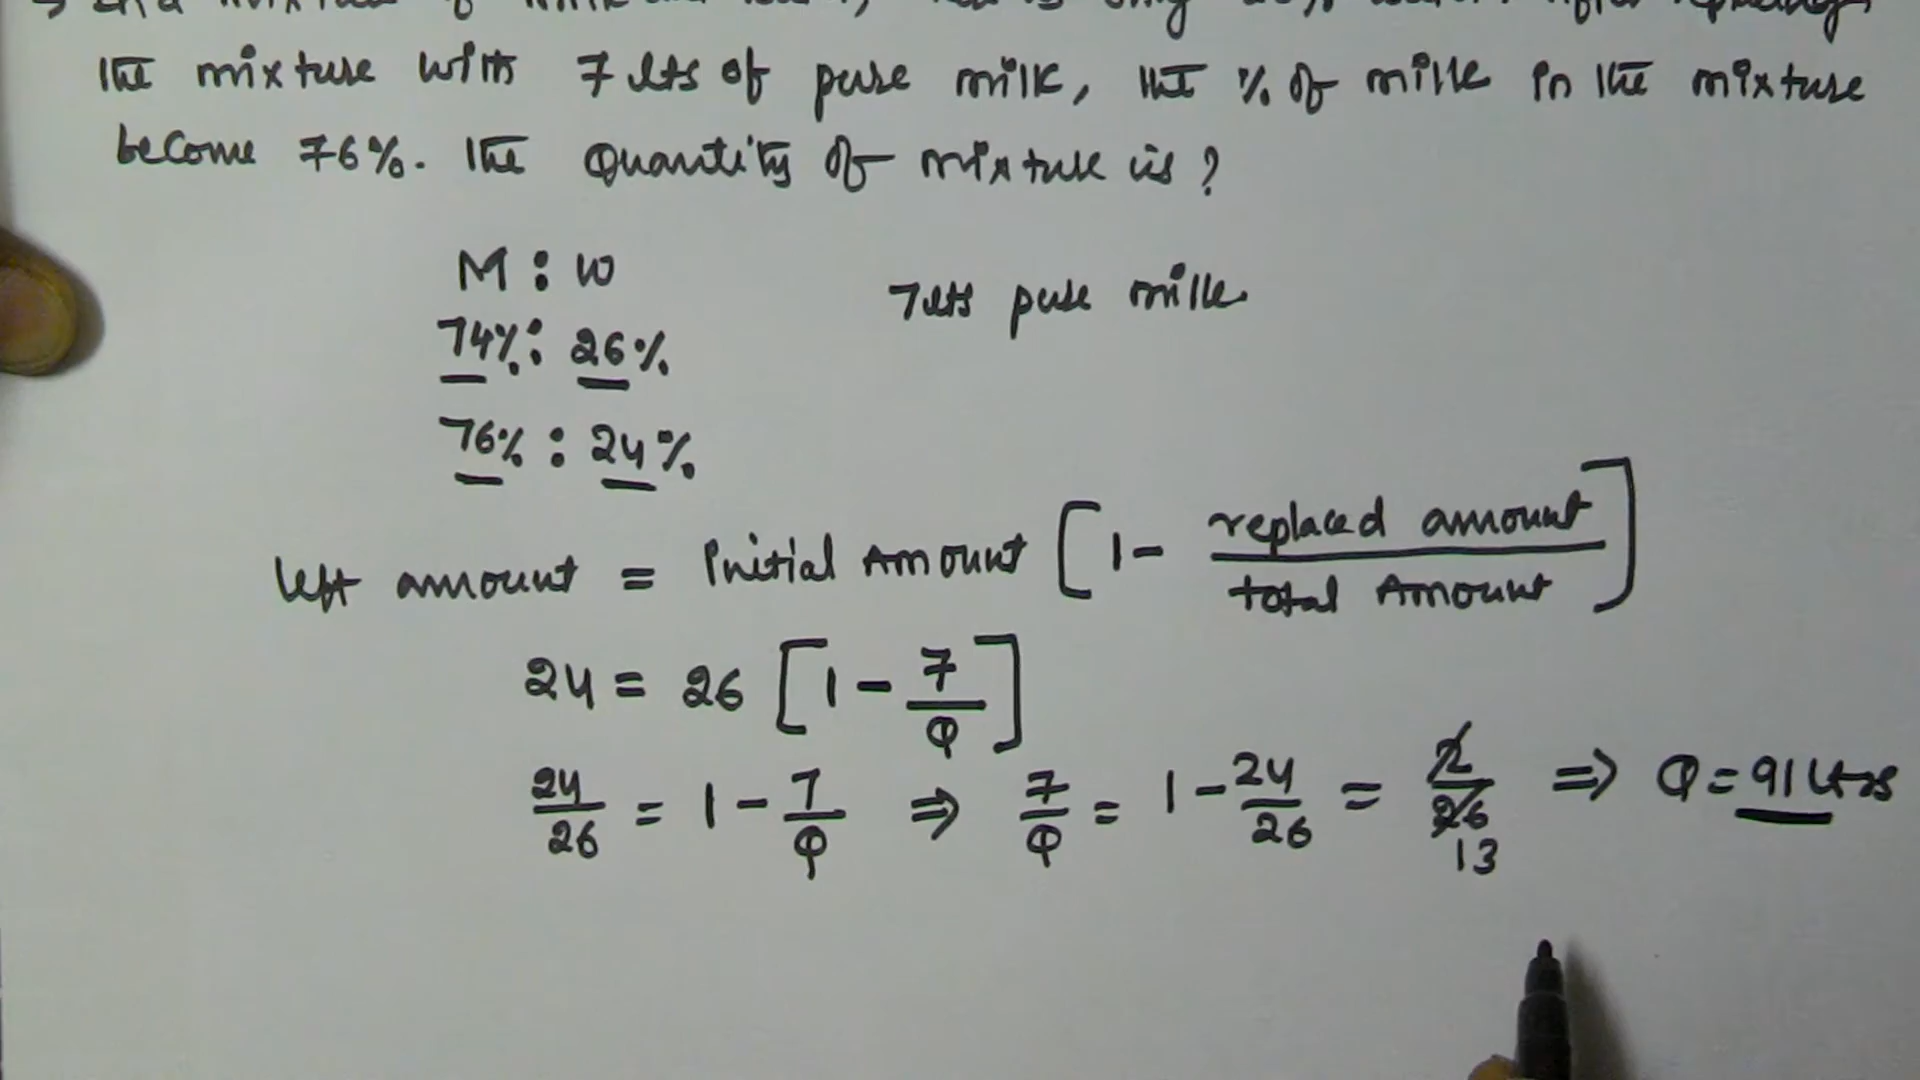 the mixture with 7 lts of pure milk, the % of milk in the mixture
become 76%. The Quantity of mixture is ?
M : W
74% : 26%
7 lts pure milk
76% : 24%
left amount = Initial Amount [ 1 - replaced amount / total Amount ]
24 = 26 [ 1 - 7/Q ]
24/26 = 1 - 7/Q ⇒ 7/Q = 1 - 24/26 = 2/26 13 ⇒ Q = 91 Ltrs